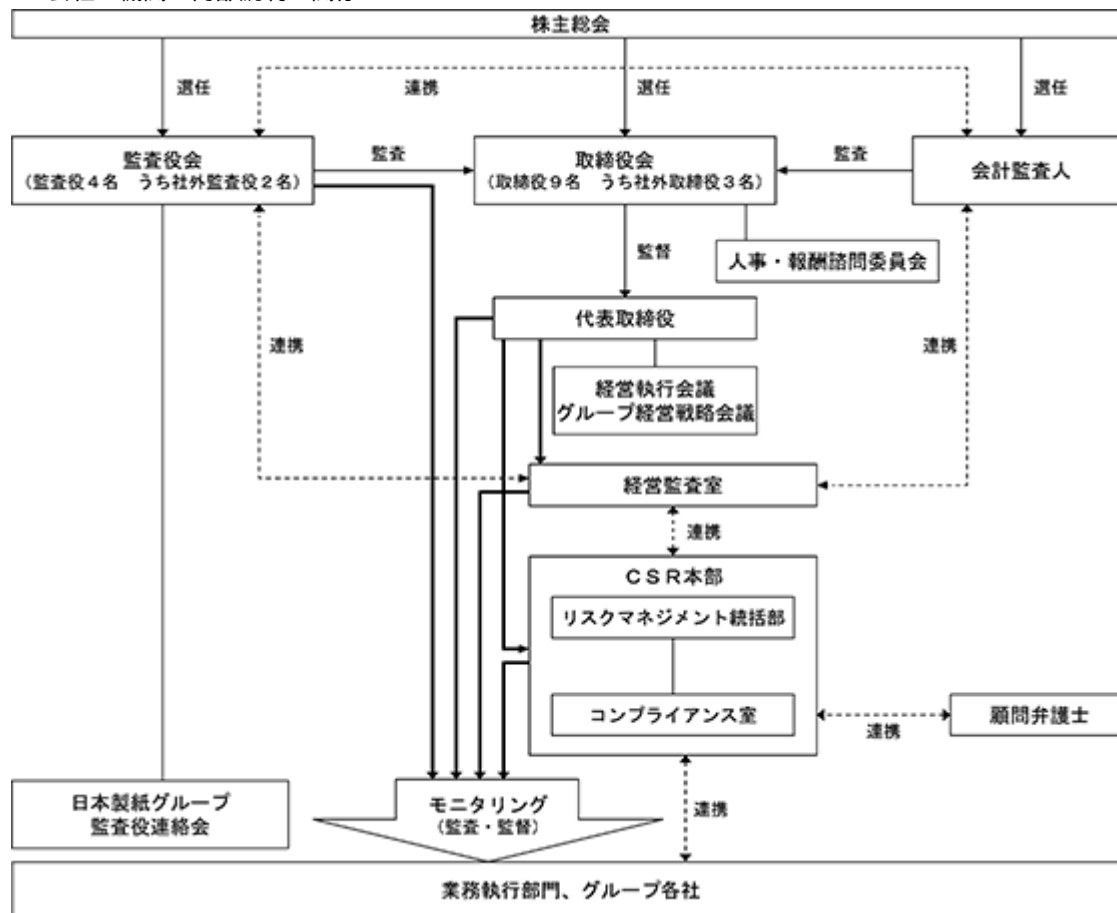 株主総会
選任
連携
選任
選任
監査役会
(監査役4名 うち社外監査役2名)
監査
取締役会
(取締役9名 うち社外取締役3名)
監査
会計監査人
監督
人事・報酬諮問委員会
代表取締役
連携
連携
経営執行会議
グループ経営戦略会議
経営監査室
連携
CSR本部
リスクマネジメント統括部
コンプライアンス室
連携
顧問弁護士
日本製紙グループ
監査役連絡会
モニタリング
(監査・監督)
連携
業務執行部門、グループ各社